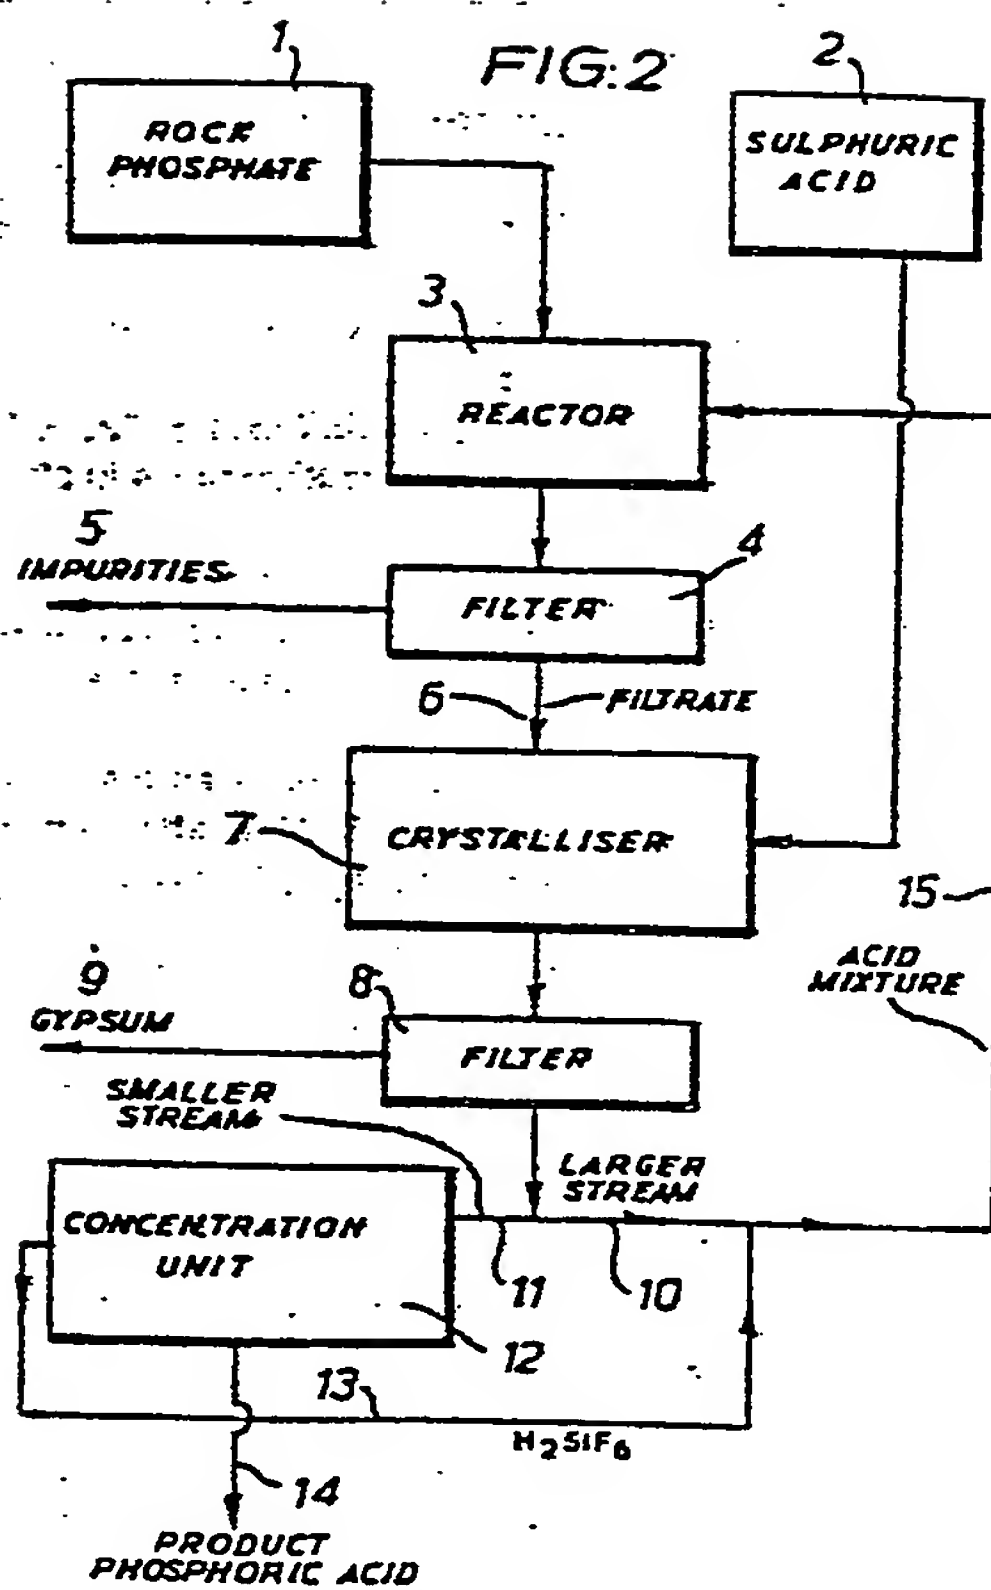 FIG. 2
1
ROCK
PHOSPHATE
2
SULPHURIC
ACID
3
REACTOR
5
IMPURITIES
4
FILTER
6
FILTRATE
7
CRYSTALLISER
15
ACID
MIXTURE
9
GYPSUM
8
FILTER
SMALLER
STREAM
LARGER
STREAM
CONCENTRATION
UNIT
11
10
12
13
H2SiF6
14
PRODUCT
PHOSPHORIC ACID